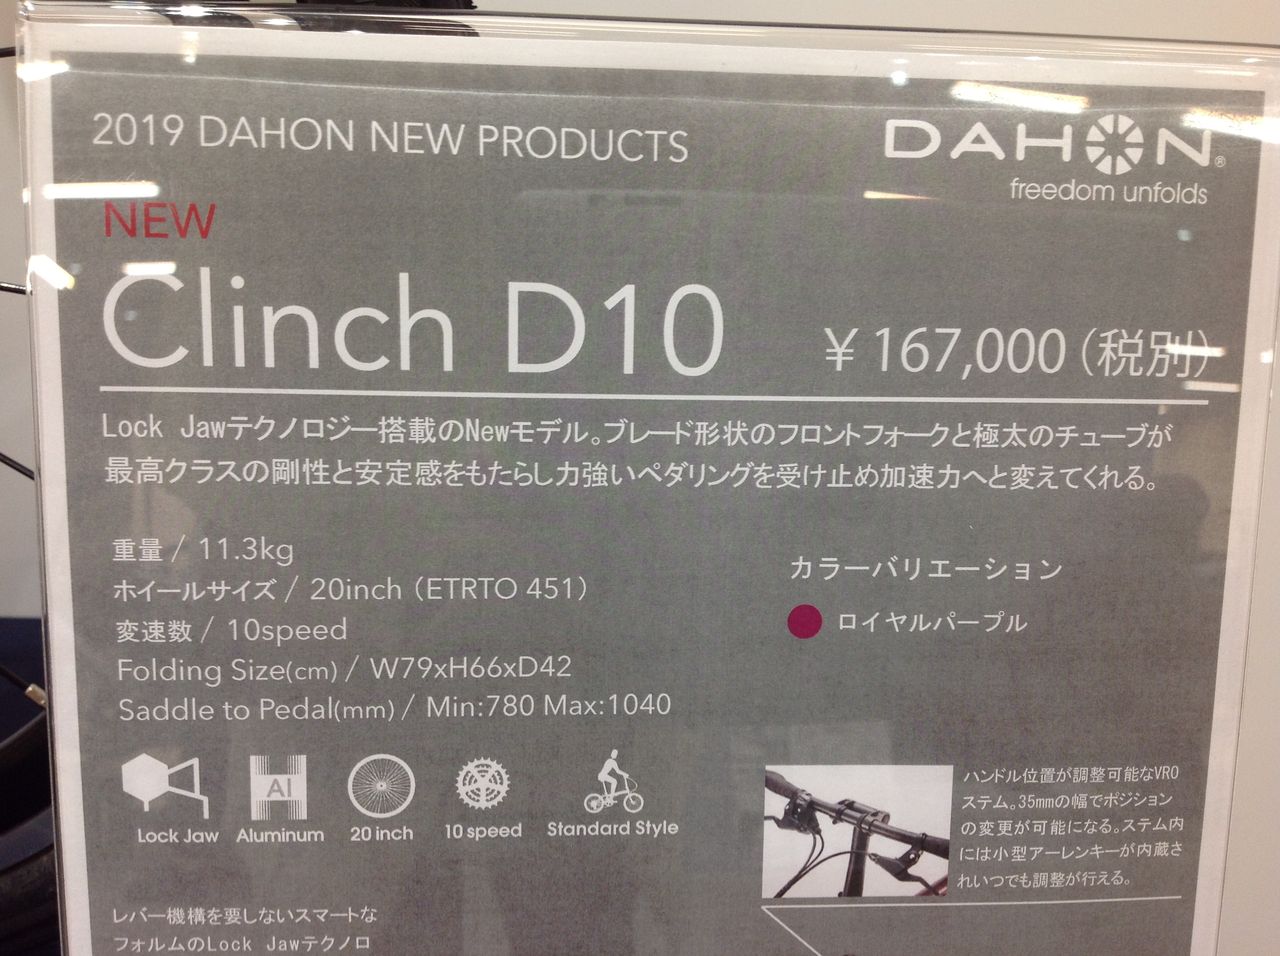 2019 DAHON NEW PRODUCTS
DAHON®
freedom unfolds
NEW
Clinch D10
¥ 167,000 (税別)
Lock Jawテクノロジー搭載のNewモデル。ブレード形状のフロントフォークと極太のチューブが
最高クラスの剛性と安定感をもたらし力強いペダリングを受け止め加速力へと変えてくれる。
重量 / 11.3kg
ホイールサイズ / 20inch (ETRTO 451)
変速数 / 10speed
Folding Size(cm) / W79xH66xD42
Saddle to Pedal(mm) / Min:780 Max:1040
カラーバリエーション
ロイヤルパープル
Al
Lock Jaw
Aluminum
20 inch
10 speed
Standard Style
ハンドル位置が調整可能なVRO
ステム。35mmの幅でポジション
の変更が可能になる。ステム内
には小型アーレンキーが内蔵さ
れいつでも調整が行える。
レバー機構を要しないスマートな
フォルムのLock Jawテクノロ